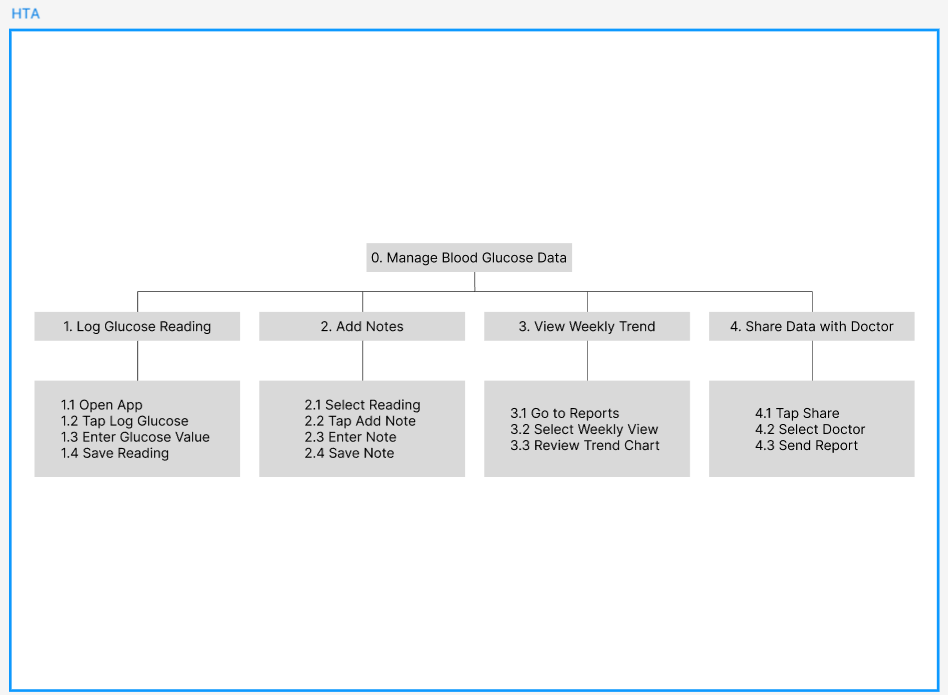 HTA
0. Manage Blood Glucose Data
1. Log Glucose Reading
2. Add Notes
3. View Weekly Trend
4. Share Data with Doctor
1.1 Open App
1.2 Tap Log Glucose
1.3 Enter Glucose Value
1.4 Save Reading
2.1 Select Reading
2.2 Tap Add Note
2.3 Enter Note
2.4 Save Note
3.1 Go to Reports
3.2 Select Weekly View
3.3 Review Trend Chart
4.1 Tap Share
4.2 Select Doctor
4.3 Send Report